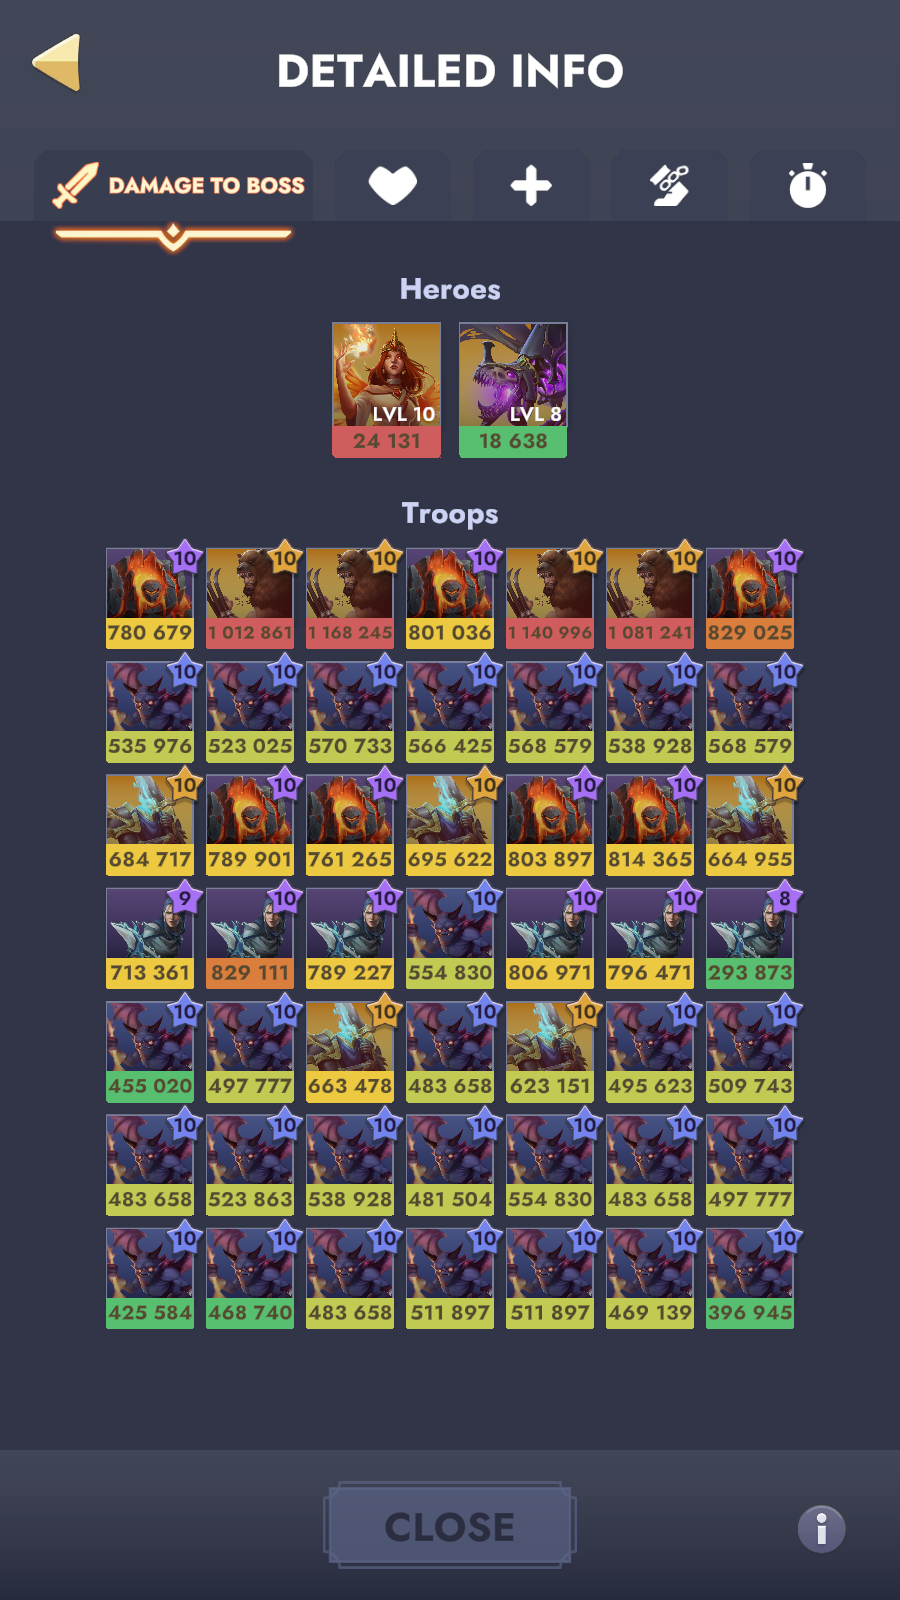 DETAILED INFO
DAMAGE TO BOSS
Heroes
LVL 10 LVL 8
24 131 18 638
Troops
10 10 10 10 10 10 10
780 679 1 012 861 1 168 245 801 036 1 140 996 1 081 241 829 025
10 10 10 10 10 10 10
535 976 523 025 570 733 566 425 568 579 538 928 568 579
10 10 10 10 10 10 10
684 717 789 901 761 265 695 622 803 897 814 365 664 955
9 10 10 10 10 10 8
713 361 829 111 789 227 554 830 806 971 796 471 293 873
10 10 10 10 10 10 10
455 020 497 777 663 478 483 658 623 151 495 623 509 743
10 10 10 10 10 10 10
483 658 523 863 538 928 481 504 554 830 483 658 497 777
10 10 10 10 10 10 10
425 584 468 740 483 658 511 897 511 897 469 139 396 945
CLOSE
i